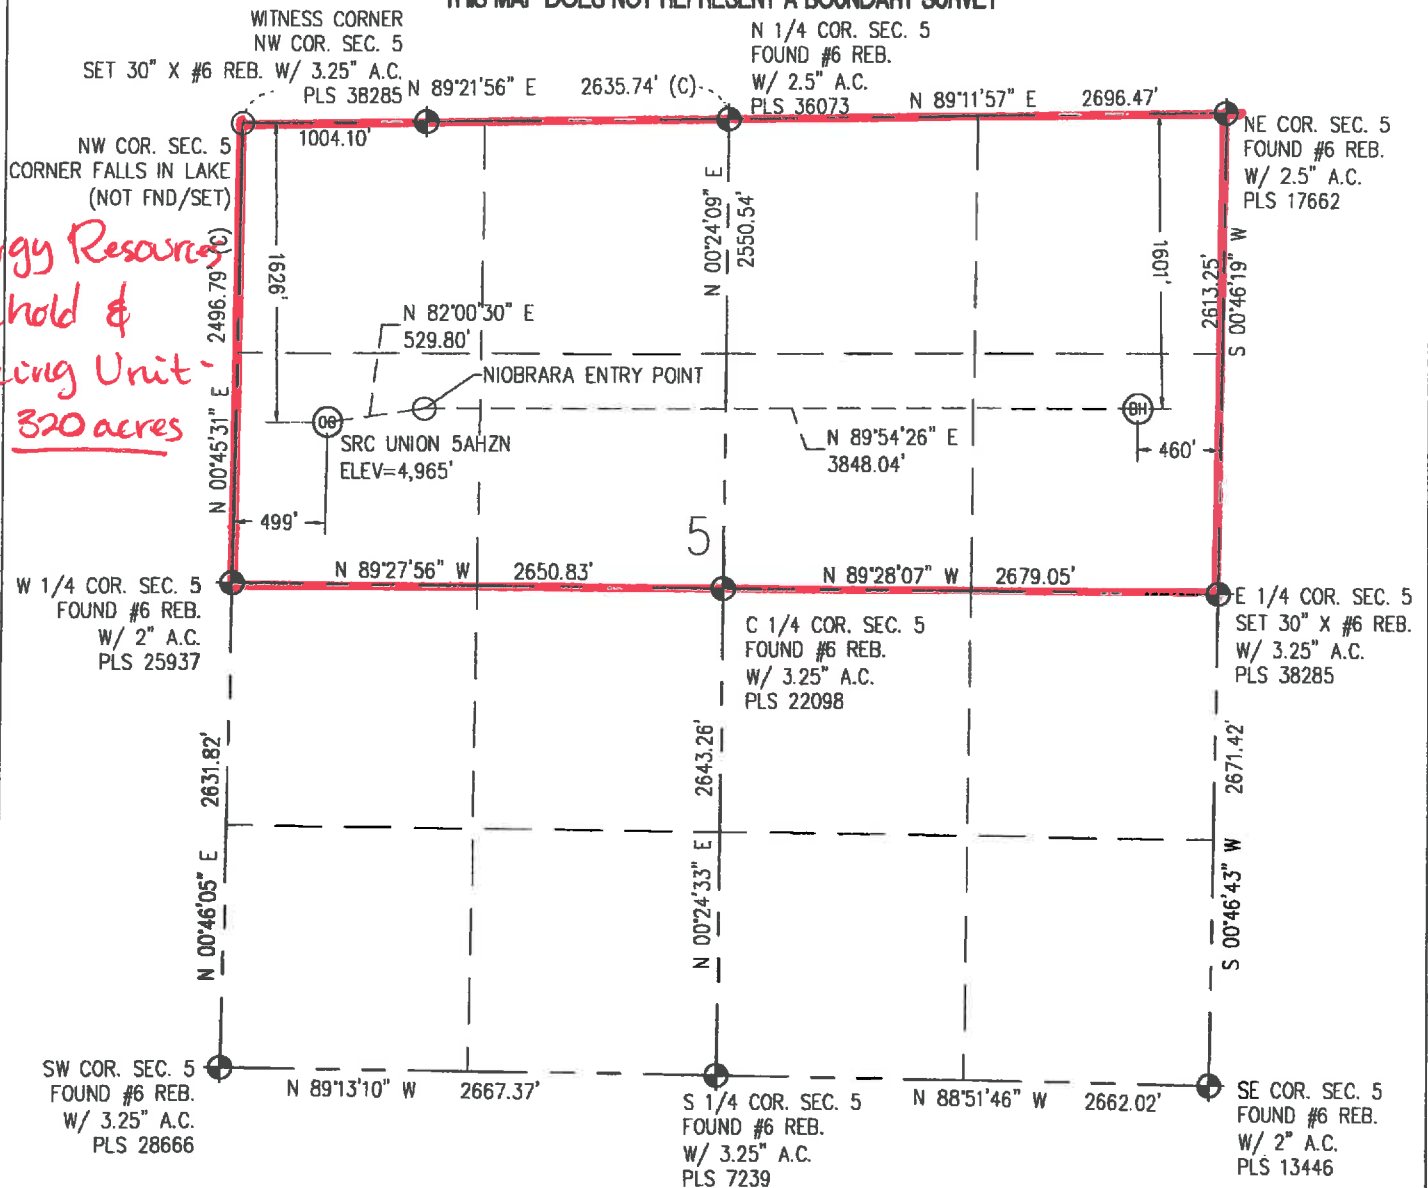 THIS MAP DOES NOT REPRESENT A BOUNDARY SURVEY
WITNESS CORNER
NW COR. SEC. 5
SET 30" X #6 REB. W/ 3.25" A.C.
PLS 38285
N 89°21'56" E
2635.74' (C)
N 1/4 COR. SEC. 5
FOUND #6 REB.
W/ 2.5" A.C.
PLS 36073
N 89°11'57" E
2696.47'
1004.10'
NW COR. SEC. 5
CORNER FALLS IN LAKE
(NOT FND/SET)
NE COR. SEC. 5
FOUND #6 REB.
W/ 2.5" A.C.
PLS 17662
gy Resources
hold &
cing Unit-
320 acres
N 00°45'31" E
2496.79' (C)
1626'
N 00°24'09" E
2550.54'
1601'
2613.25'
S 00°46'19" W
N 82°00'30" E
529.80'
NIOBRARA ENTRY POINT
OB
SRC UNION 5AHZN
ELEV=4,965'
BH
N 89°54'26" E
3848.04'
460'
499'
5
N 89°27'56" W
2650.83'
N 89°28'07" W
2679.05'
W 1/4 COR. SEC. 5
FOUND #6 REB.
W/ 2" A.C.
PLS 25937
C 1/4 COR. SEC. 5
FOUND #6 REB.
W/ 3.25" A.C.
PLS 22098
E 1/4 COR. SEC. 5
SET 30" X #6 REB.
W/ 3.25" A.C.
PLS 38285
N 00°46'05" E
2631.82'
N 00°24'33" E
2643.26'
S 00°46'43" W
2671.42'
SW COR. SEC. 5
FOUND #6 REB.
W/ 3.25" A.C.
PLS 28666
N 89°13'10" W
2667.37'
S 1/4 COR. SEC. 5
FOUND #6 REB.
W/ 3.25" A.C.
PLS 7239
N 88°51'46" W
2662.02'
SE COR. SEC. 5
FOUND #6 REB.
W/ 2" A.C.
PLS 13446